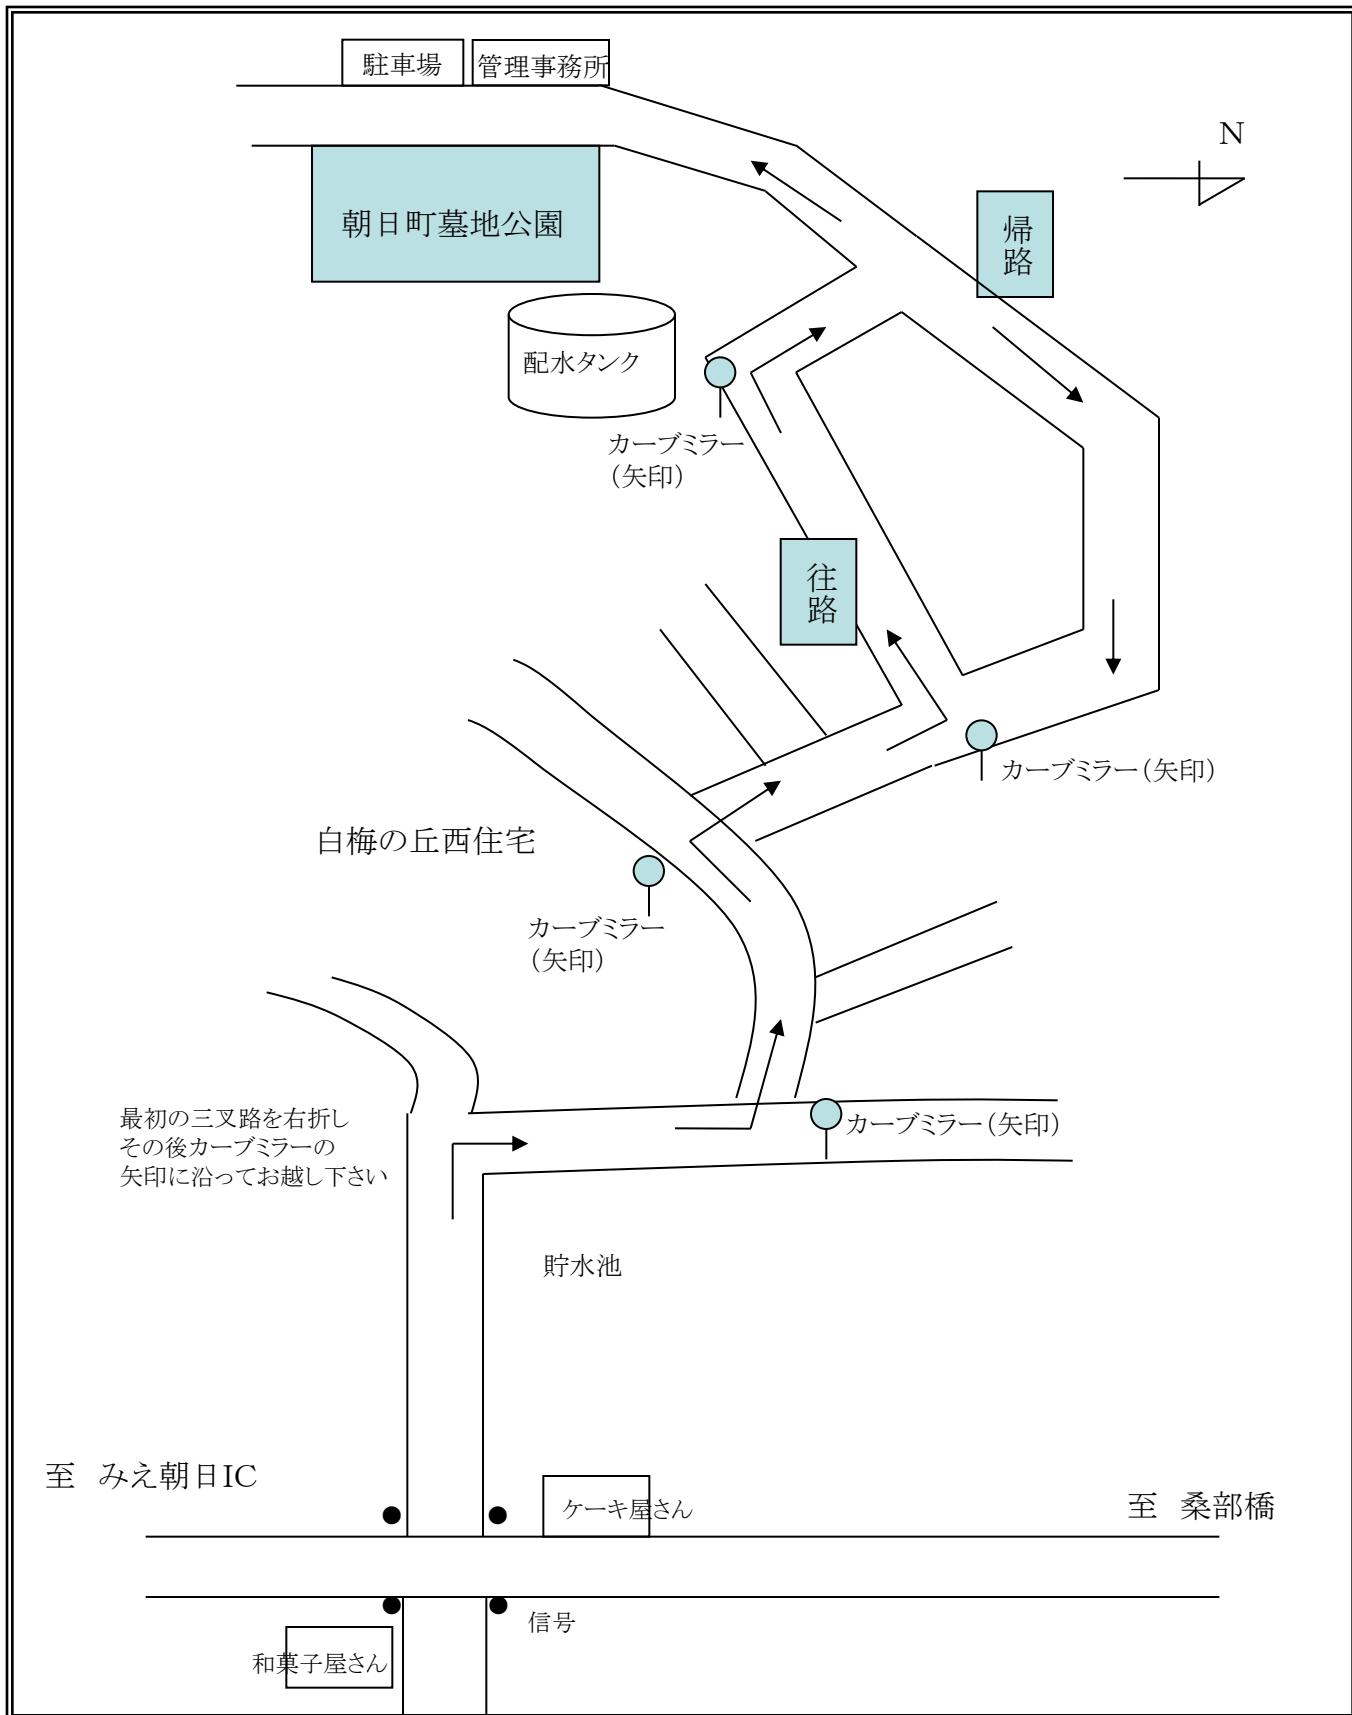 駐車場
管理事務所
N
朝日町墓地公園
帰路
配水タンク
カーブミラー
（矢印）
往路
カーブミラー（矢印）
白梅の丘西住宅
カーブミラー
（矢印）
最初の三叉路を右折し
その後カーブミラーの
矢印に沿ってお越し下さい
カーブミラー（矢印）
貯水池
至　みえ朝日IC
ケーキ屋さん
至　桑部橋
信号
和菓子屋さん